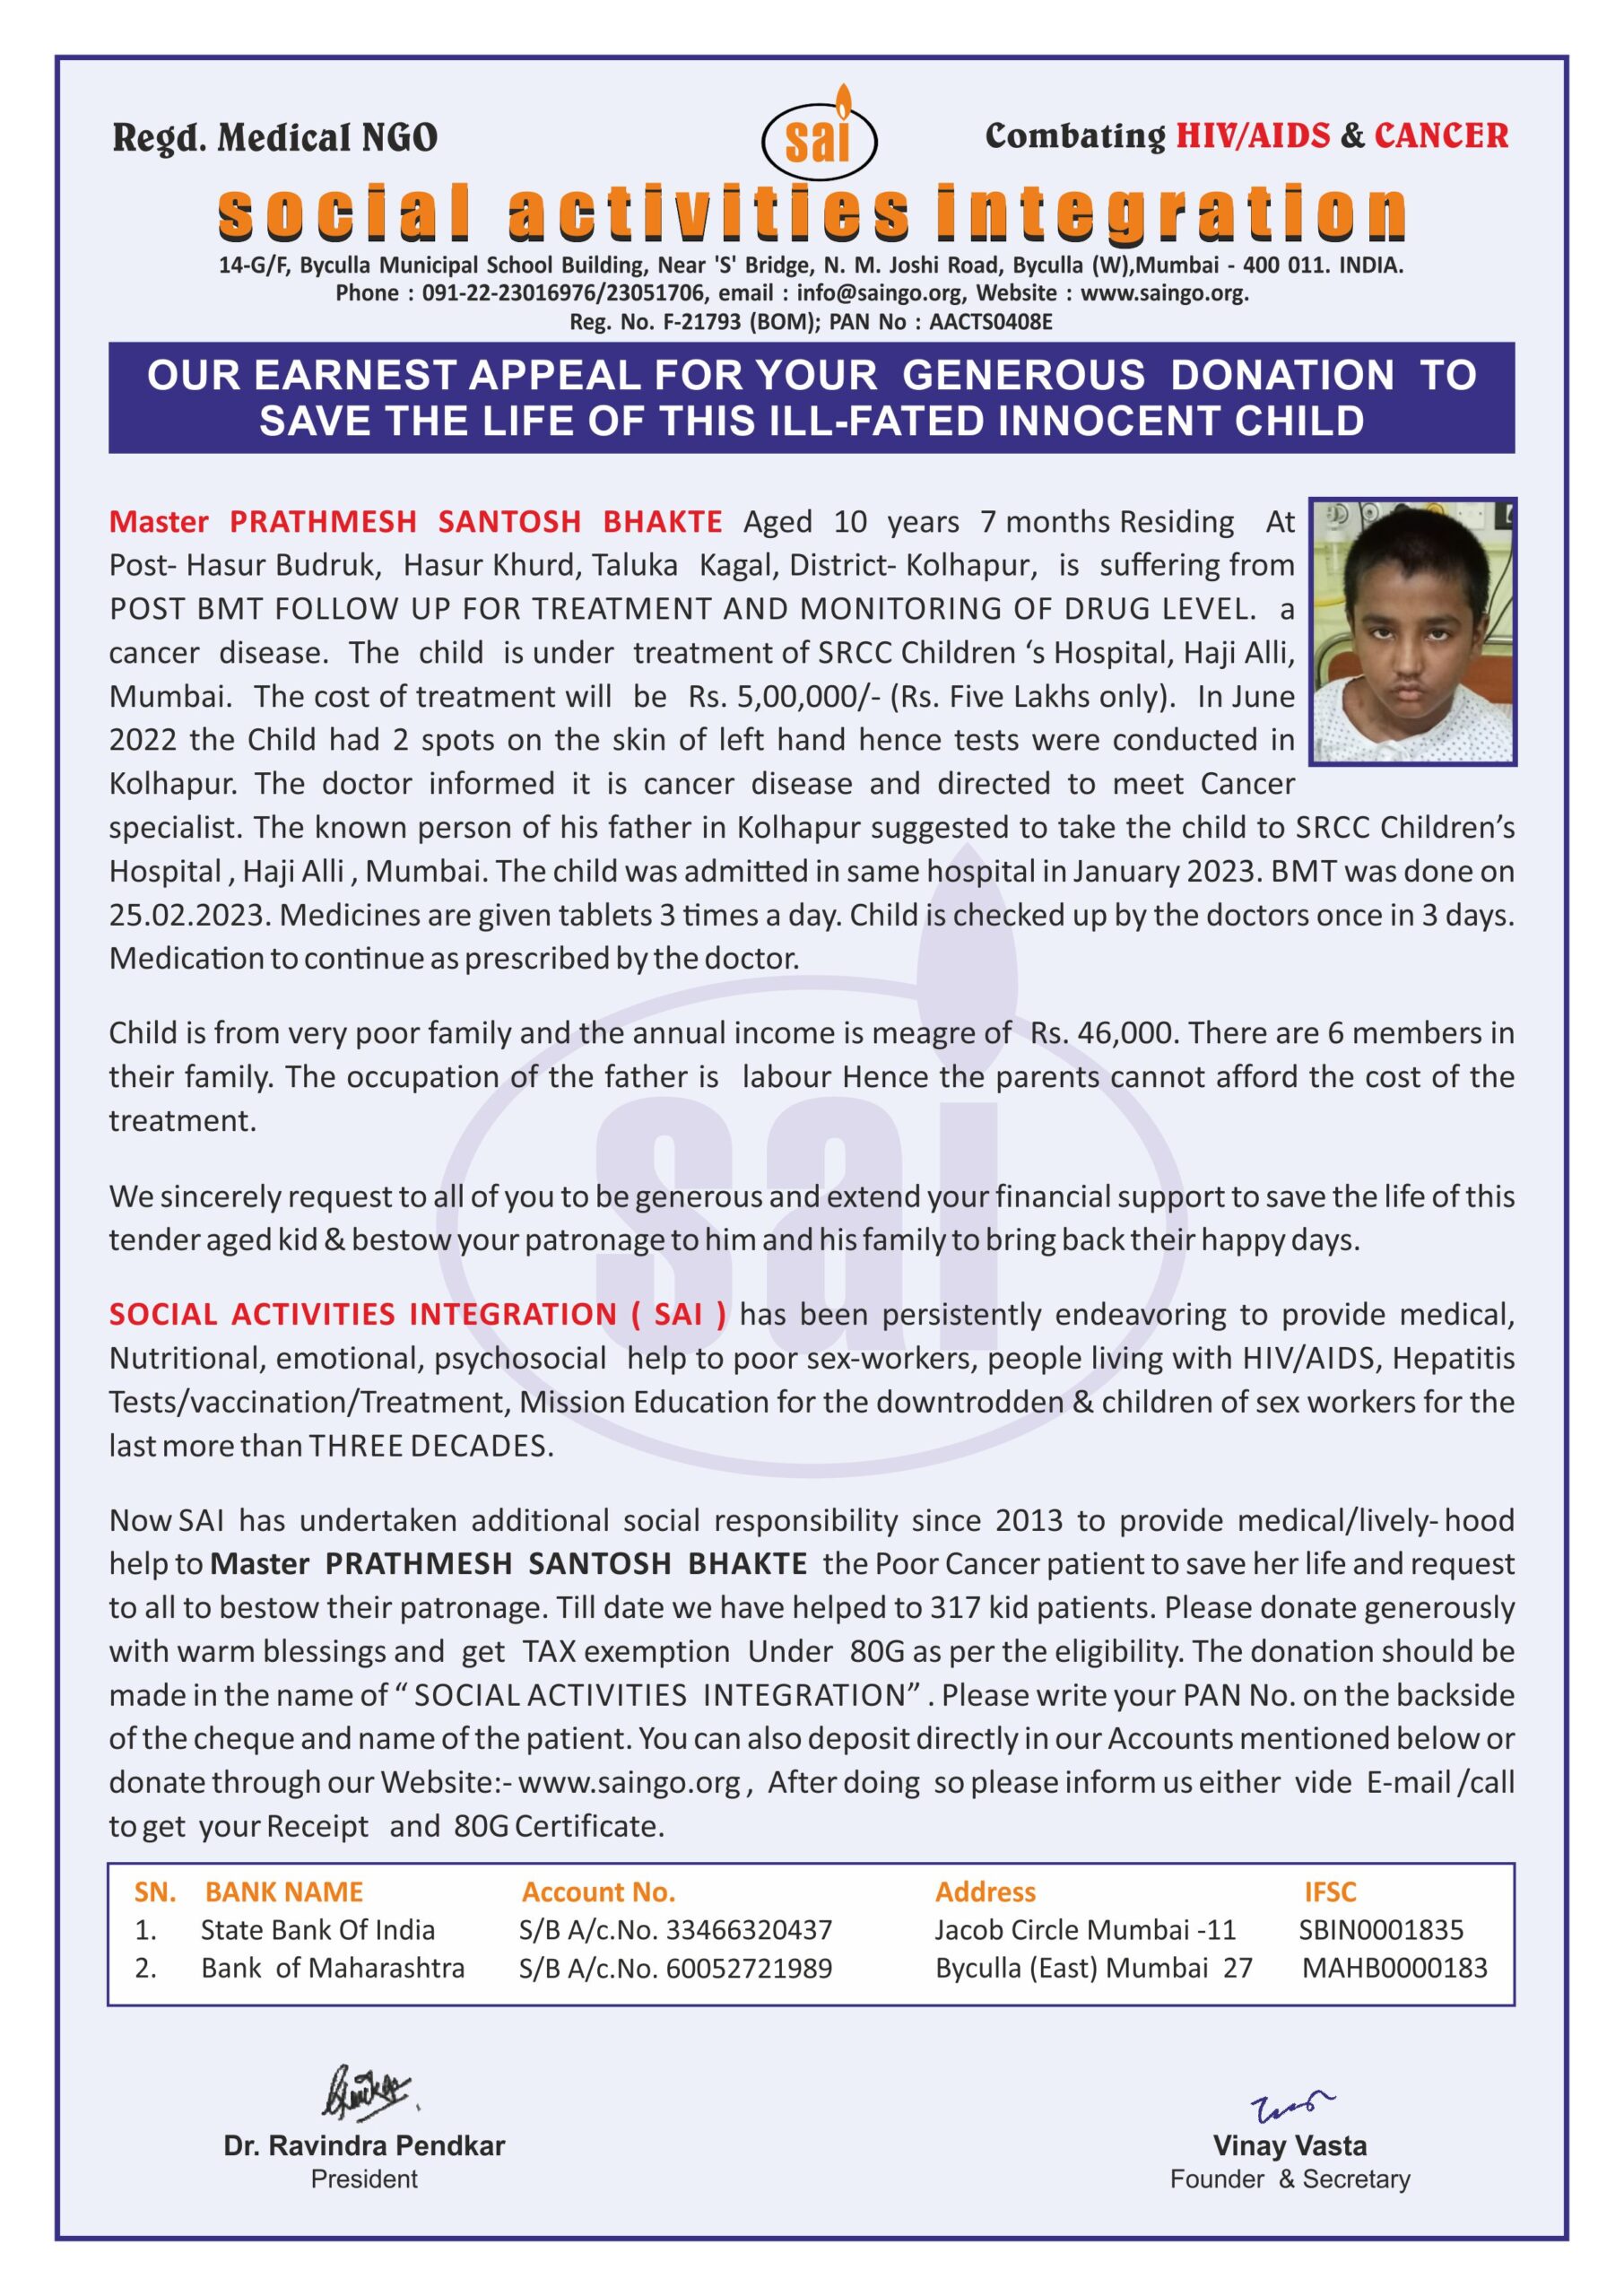 Regd. Medical NGO
sai
Combating HIV/AIDS & CANCER
social activities integration
14-G/F, Byculla Municipal School Building, Near 'S' Bridge, N. M. Joshi Road, Byculla (W),Mumbai - 400 011. INDIA.
Phone : 091-22-23016976/23051706, email : info@saingo.org, Website : www.saingo.org.
Reg. No. F-21793 (BOM); PAN No : AACTS0408E
OUR EARNEST APPEAL FOR YOUR GENEROUS DONATION TO
SAVE THE LIFE OF THIS ILL-FATED INNOCENT CHILD
Master PRATHMESH SANTOSH BHAKTE Aged 10 years 7 months Residing At
Post- Hasur Budruk, Hasur Khurd, Taluka Kagal, District- Kolhapur, is suffering from
POST BMT FOLLOW UP FOR TREATMENT AND MONITORING OF DRUG LEVEL. a
cancer disease. The child is under treatment of SRCC Children ‘s Hospital, Haji Alli,
Mumbai. The cost of treatment will be Rs. 5,00,000/- (Rs. Five Lakhs only). In June
2022 the Child had 2 spots on the skin of left hand hence tests were conducted in
Kolhapur. The doctor informed it is cancer disease and directed to meet Cancer
specialist. The known person of his father in Kolhapur suggested to take the child to SRCC Children’s
Hospital , Haji Alli , Mumbai. The child was admitted in same hospital in January 2023. BMT was done on
25.02.2023. Medicines are given tablets 3 times a day. Child is checked up by the doctors once in 3 days.
Medication to continue as prescribed by the doctor.
Child is from very poor family and the annual income is meagre of Rs. 46,000. There are 6 members in
their family. The occupation of the father is labour Hence the parents cannot afford the cost of the
treatment.
We sincerely request to all of you to be generous and extend your financial support to save the life of this
tender aged kid & bestow your patronage to him and his family to bring back their happy days.
SOCIAL ACTIVITIES INTEGRATION ( SAI ) has been persistently endeavoring to provide medical,
Nutritional, emotional, psychosocial help to poor sex-workers, people living with HIV/AIDS, Hepatitis
Tests/vaccination/Treatment, Mission Education for the downtrodden & children of sex workers for the
last more than THREE DECADES.
Now SAI has undertaken additional social responsibility since 2013 to provide medical/lively- hood
help to Master PRATHMESH SANTOSH BHAKTE the Poor Cancer patient to save her life and request
to all to bestow their patronage. Till date we have helped to 317 kid patients. Please donate generously
with warm blessings and get TAX exemption Under 80G as per the eligibility. The donation should be
made in the name of “ SOCIAL ACTIVITIES INTEGRATION” . Please write your PAN No. on the backside
of the cheque and name of the patient. You can also deposit directly in our Accounts mentioned below or
donate through our Website:- www.saingo.org , After doing so please inform us either vide E-mail /call
to get your Receipt and 80G Certificate.
SN. BANK NAME Account No. Address IFSC
1. State Bank Of India S/B A/c.No. 33466320437 Jacob Circle Mumbai -11 SBIN0001835
2. Bank of Maharashtra S/B A/c.No. 60052721989 Byculla (East) Mumbai 27 MAHB0000183
Dr. Ravindra Pendkar
President
Vinay Vasta
Founder & Secretary